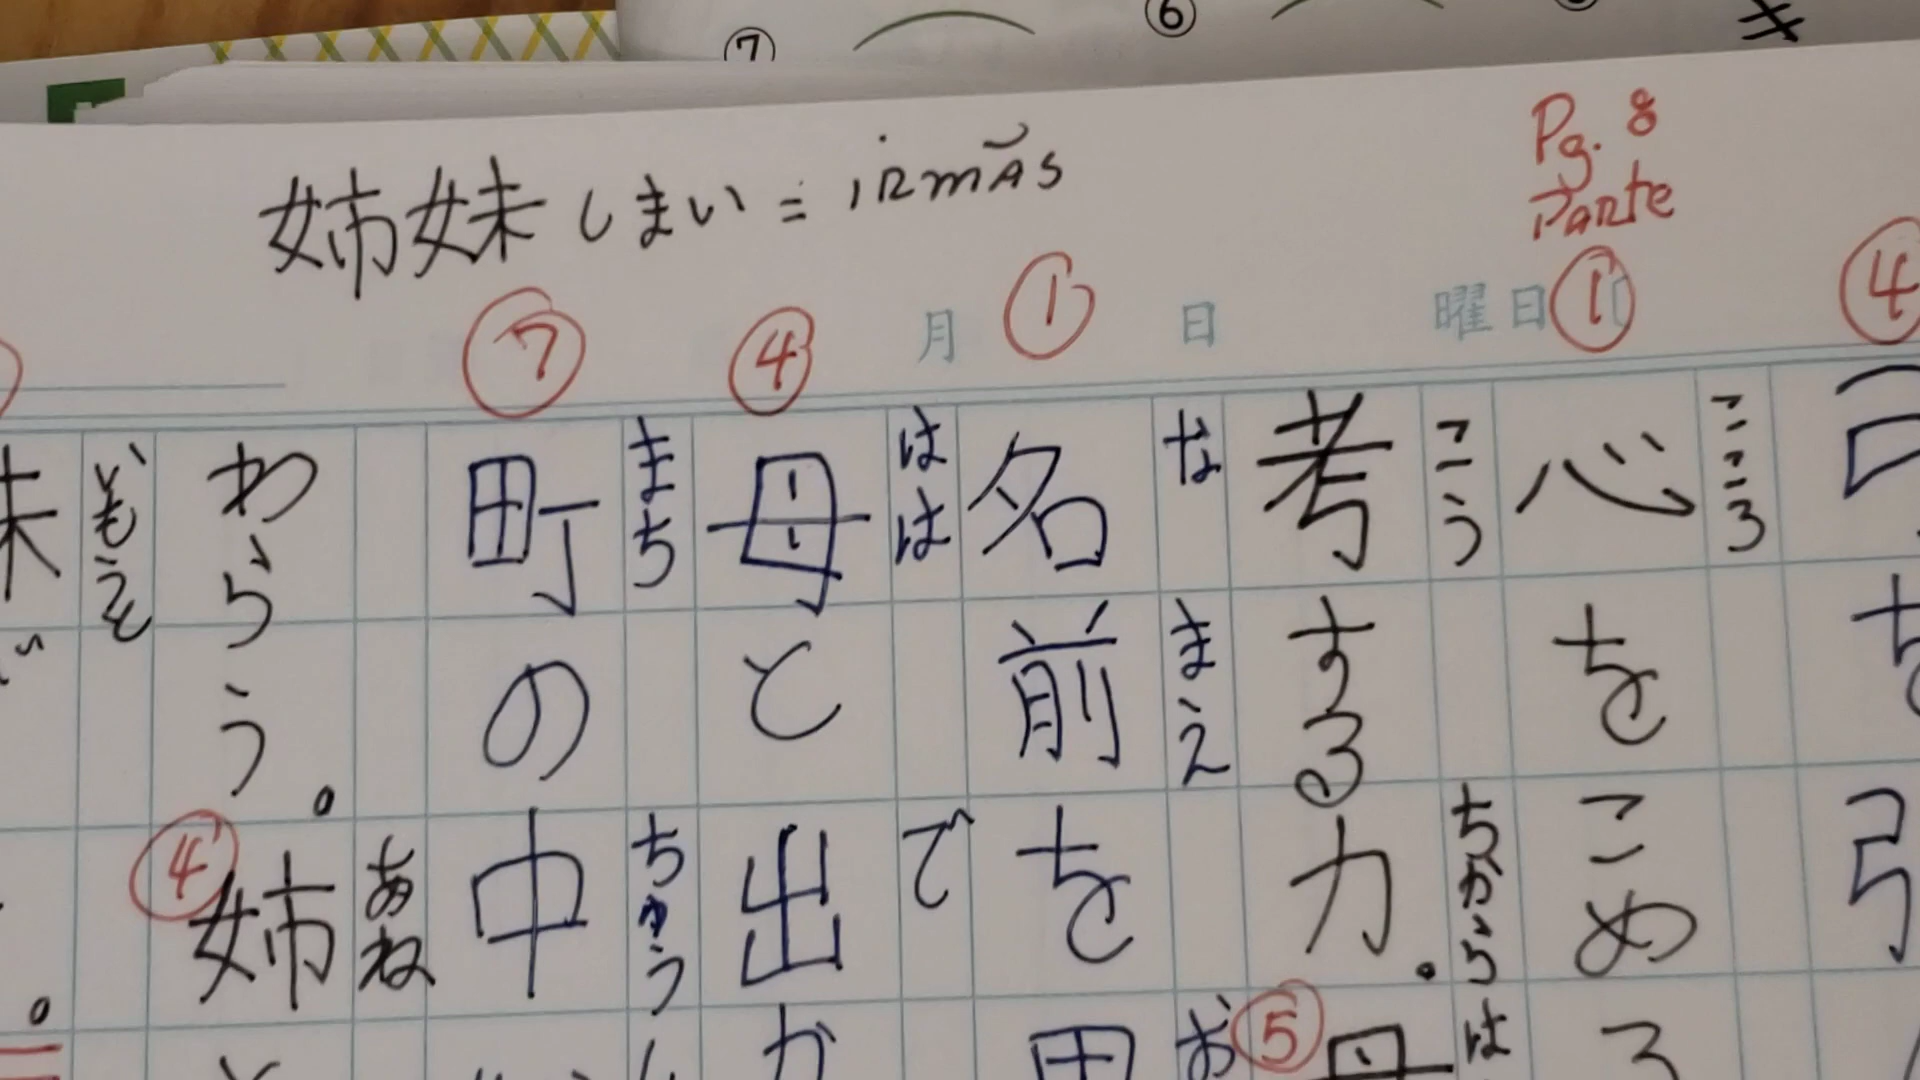 ⑦
⑥
姉妹しまい = iRmãs
Pg. 8
Parte
④
①
①
④
⑦
月 日 曜日
こころ
心をこめ
こう ちから
考する力。
⑤
な まえ お
名前を
はは で
母と出か
まち ちゅう
町の中
わらう。
④
あね
姉と